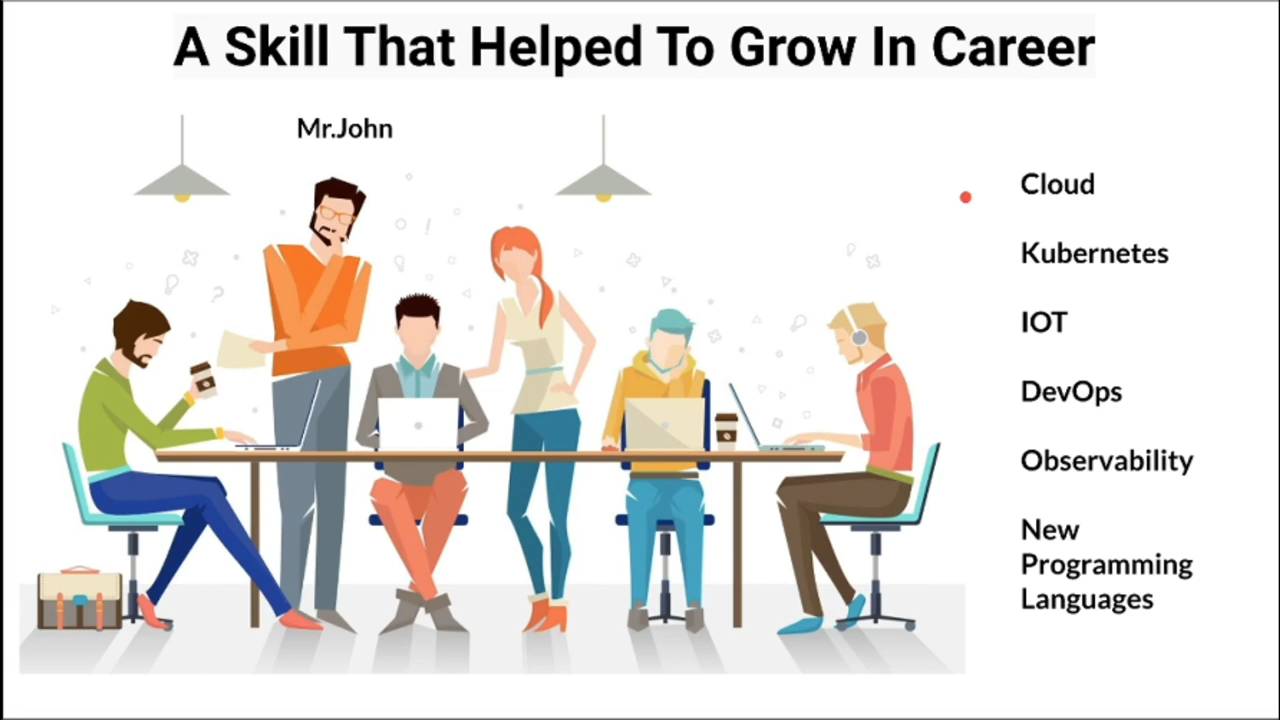 A Skill That Helped To Grow In Career
Mr.John
Cloud
Kubernetes
IOT
DevOps
Observability
New
Programming
Languages